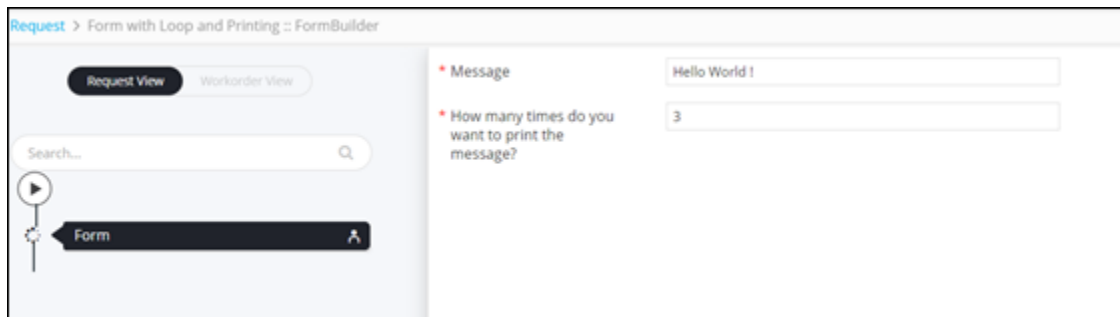 Request > Form with Loop and Printing :: FormBuilder
Request View Workorder View
Search...
Form
* Message Hello World !
* How many times do you 3
want to print the
message?